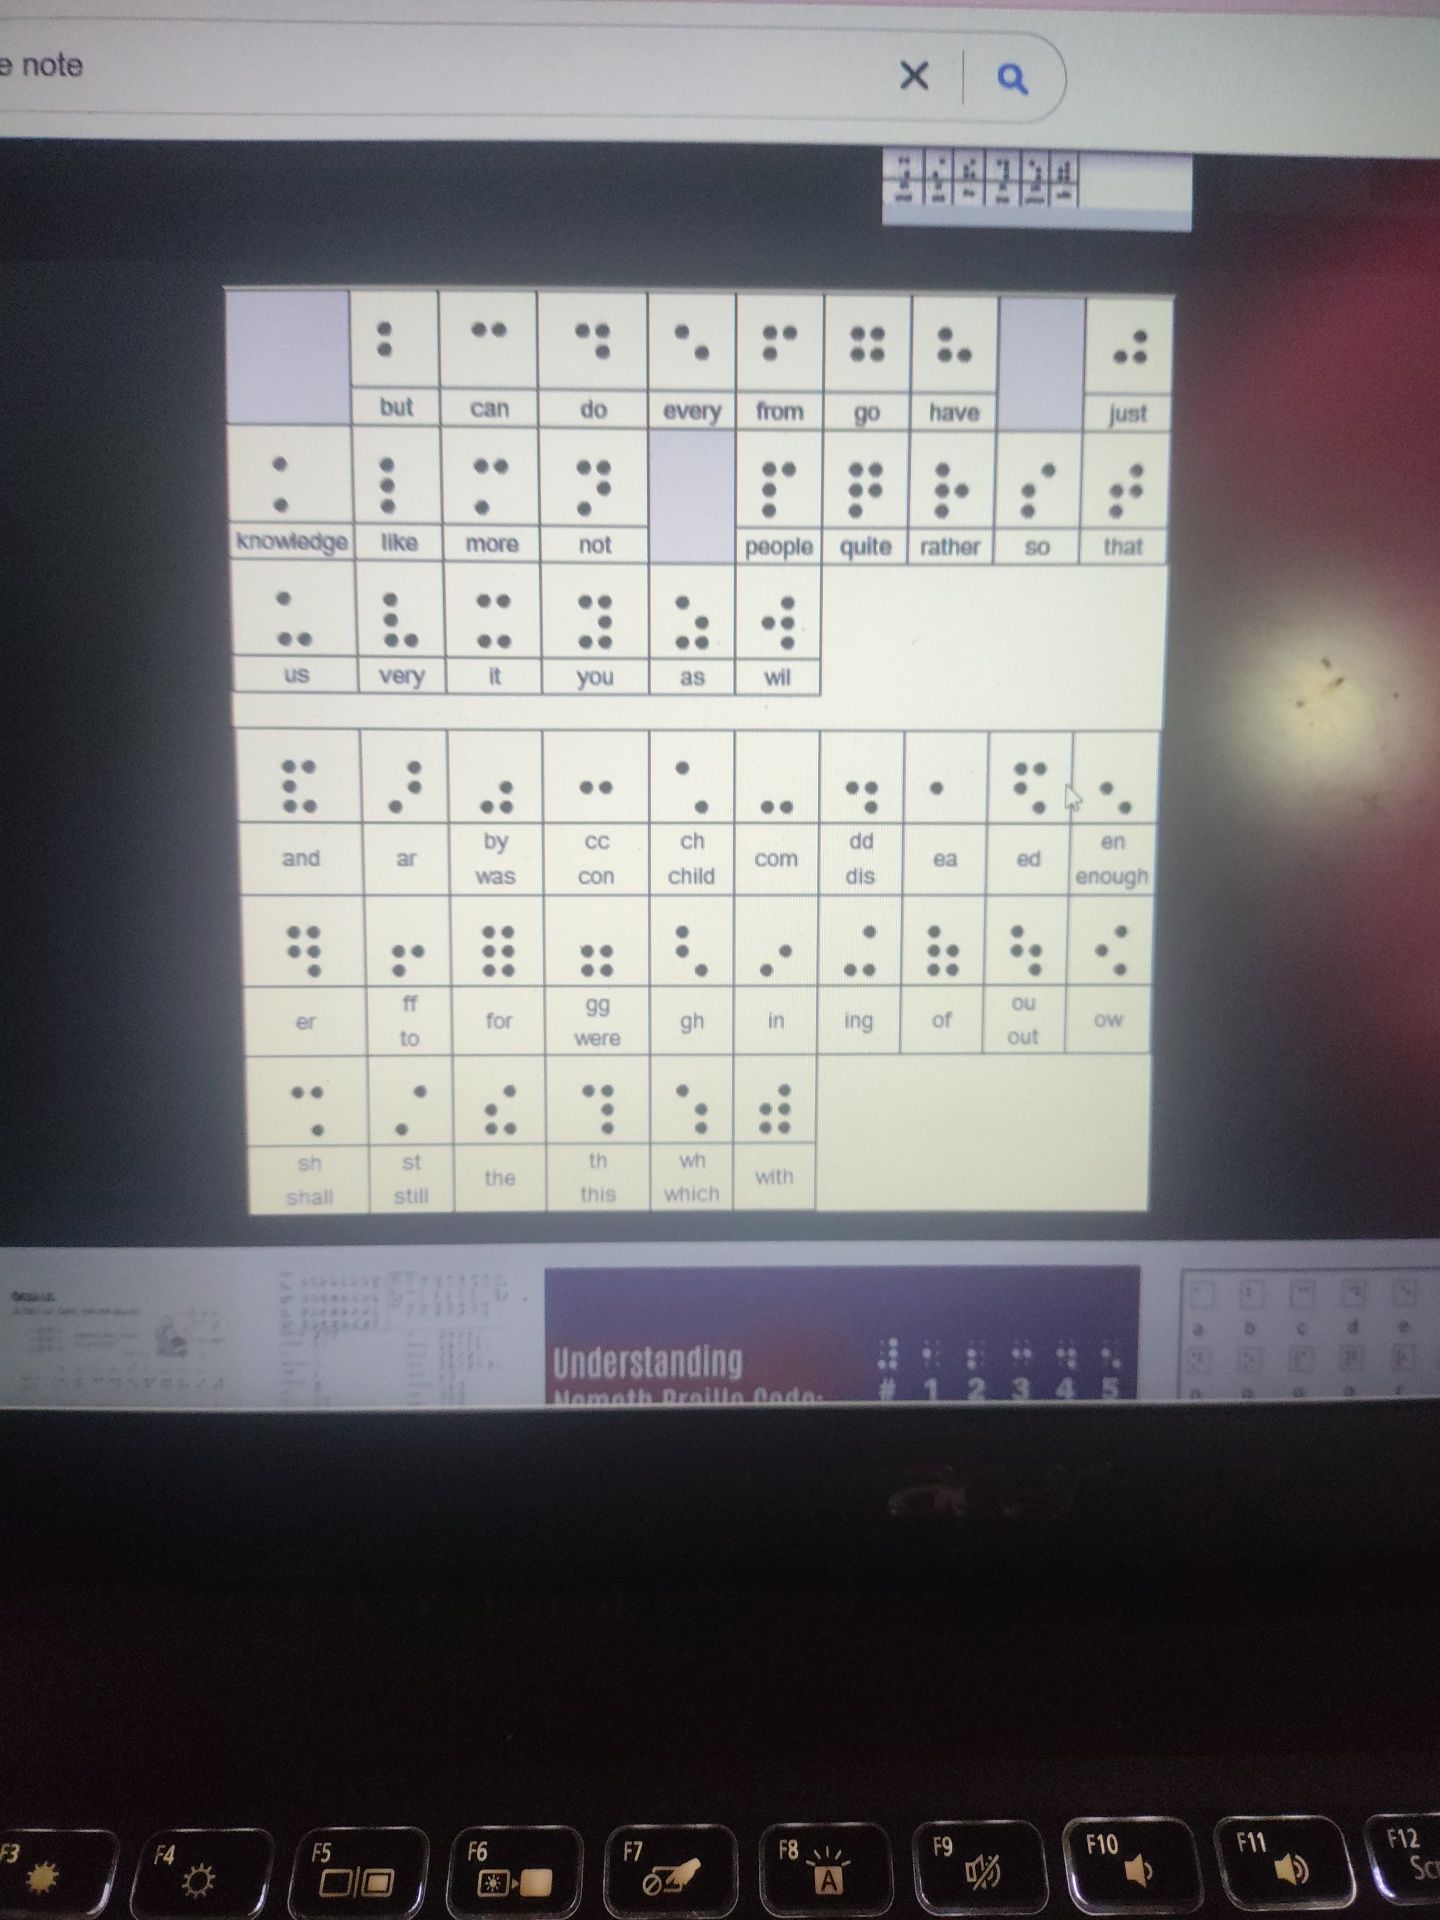 e note
but can do every from go have just
knowledge like more not people quite rather so that
us very it you as wil
and ar by was cc con ch child com dd dis ea ed en enough
er ff to for gg were gh in ing of ou out ow
sh shall st still the th this wh which with
Understanding
Nemeth Braille Code:
# 1 2 3 4 5
a b c d e
F3 F4 F5 F6 F7 F8 A F9 F10 F11 F12